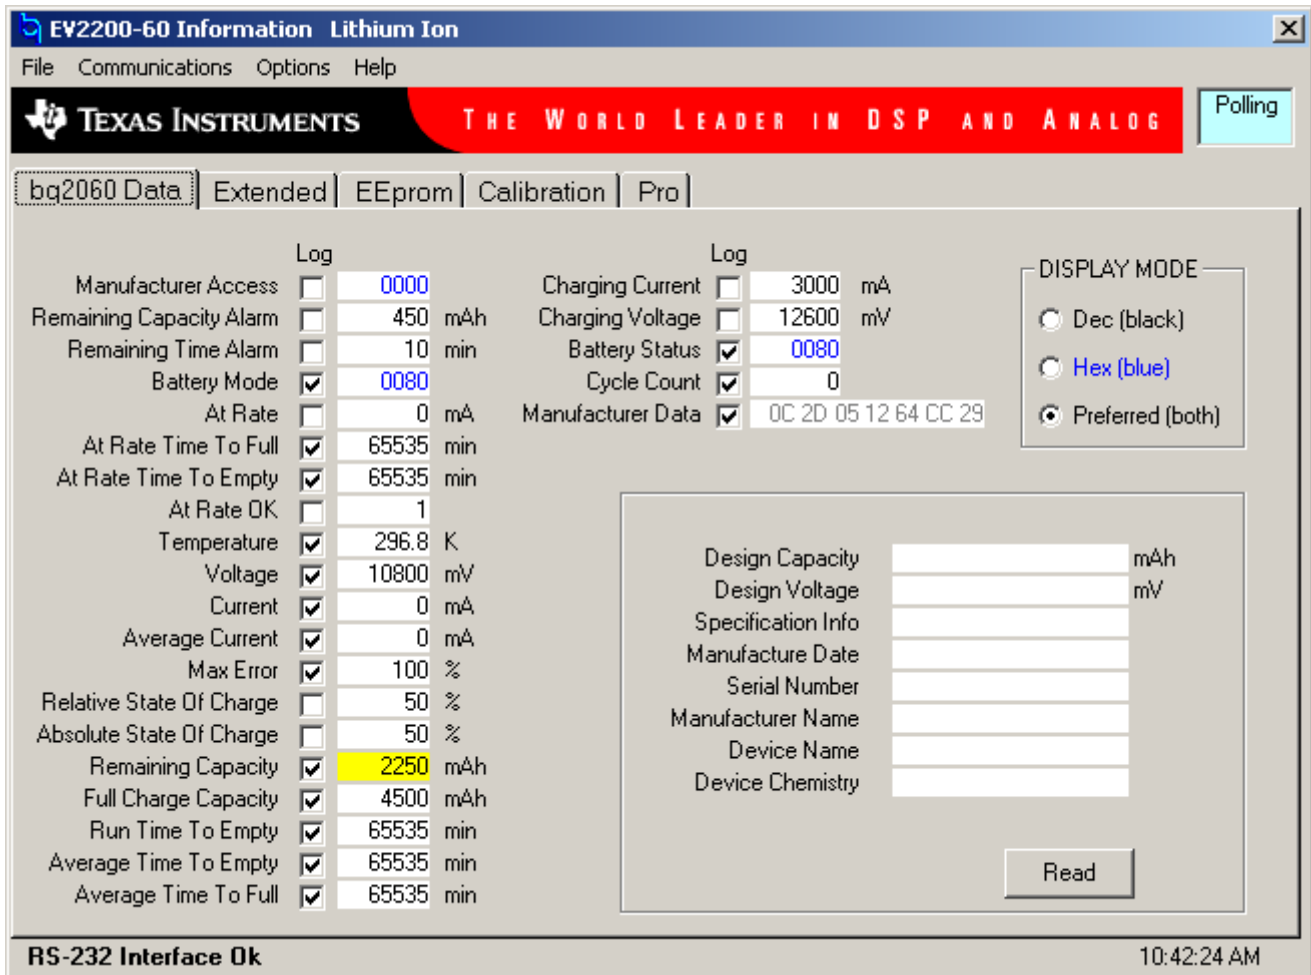 EV2200-60 Information Lithium Ion
File Communications Options Help
TEXAS INSTRUMENTS THE WORLD LEADER IN DSP AND ANALOG Polling
bq2060 Data Extended EEprom Calibration Pro
Log
Manufacturer Access 0000
Remaining Capacity Alarm 450 mAh
Remaining Time Alarm 10 min
Battery Mode 0080
At Rate 0 mA
At Rate Time To Full 65535 min
At Rate Time To Empty 65535 min
At Rate OK 1
Temperature 296.8 K
Voltage 10800 mV
Current 0 mA
Average Current 0 mA
Max Error 100 %
Relative State Of Charge 50 %
Absolute State Of Charge 50 %
Remaining Capacity 2250 mAh
Full Charge Capacity 4500 mAh
Run Time To Empty 65535 min
Average Time To Empty 65535 min
Average Time To Full 65535 min
Log
Charging Current 3000 mA
Charging Voltage 12600 mV
Battery Status 0080
Cycle Count 0
Manufacturer Data 0C 2D 05 12 64 CC 29
DISPLAY MODE
Dec (black)
Hex (blue)
Preferred (both)
Design Capacity mAh
Design Voltage mV
Specification Info
Manufacture Date
Serial Number
Manufacturer Name
Device Name
Device Chemistry
Read
RS-232 Interface Ok 10:42:24 AM